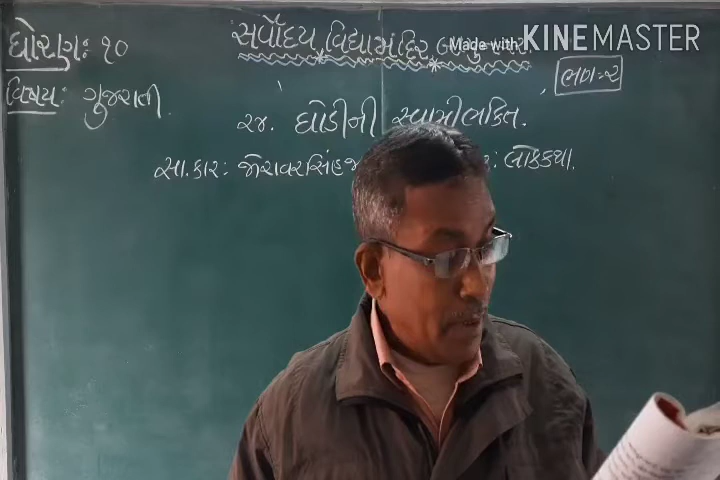 ધોરણ: ૧૦
સર્વોદય વિદ્યામંદિર
Made with KINEMASTER
વિષય: ગુજરાતી.
ભાગ-૨
૨૪. ઘોડીની સ્વામીભક્તિ.
સા.કાર: જોરાવરસિંહ : લોકકથા.